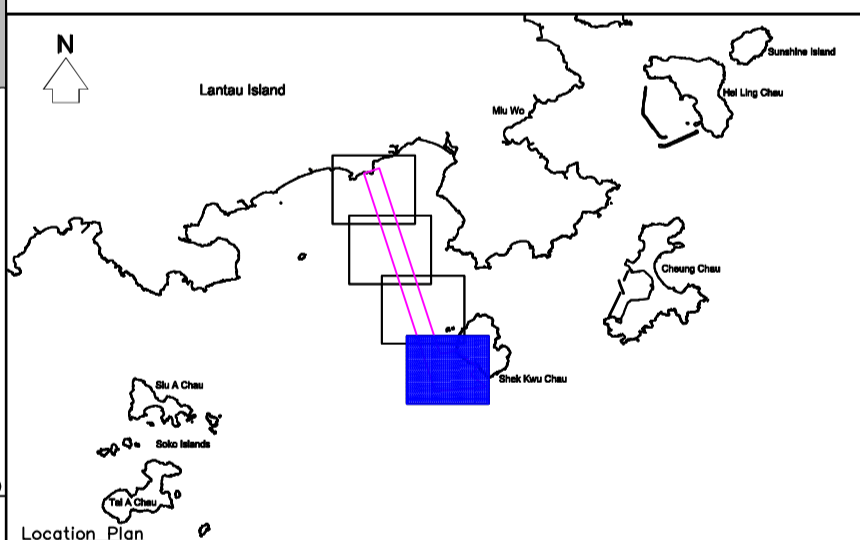 N
Sunshine Island
Lantau Island
Hei Ling Chau
Miu Wo
Cheung Chau
Shek Kwu Chau
Siu A Chau
Soko Islands
Tai A Chau
Location Plan